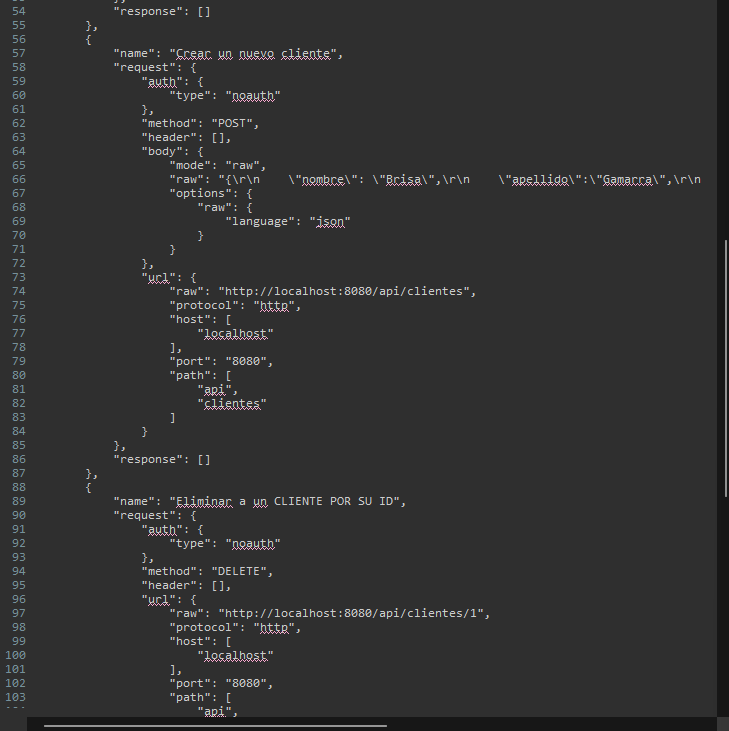 54             "response": []
55         },
56         {
57             "name": "Crear un nuevo cliente",
58             "request": {
59                 "auth": {
60                     "type": "noauth"
61                 },
62                 "method": "POST",
63                 "header": [],
64                 "body": {
65                     "mode": "raw",
66                     "raw": "{\r\n    \"nombre\": \"Brisa\",\r\n    \"apellido\":\"Gamarra\",\r\n
67                     "options": {
68                         "raw": {
69                             "language": "json"
70                         }
71                     }
72                 },
73                 "url": {
74                     "raw": "http://localhost:8080/api/clientes",
75                     "protocol": "http",
76                     "host": [
77                         "localhost"
78                     ],
79                     "port": "8080",
80                     "path": [
81                         "api",
82                         "clientes"
83                     ]
84                 }
85             },
86             "response": []
87         },
88         {
89             "name": "Eliminar a un CLIENTE POR SU ID",
90             "request": {
91                 "auth": {
92                     "type": "noauth"
93                 },
94                 "method": "DELETE",
95                 "header": [],
96                 "url": {
97                     "raw": "http://localhost:8080/api/clientes/1",
98                     "protocol": "http",
99                     "host": [
100                         "localhost"
101                     ],
102                     "port": "8080",
103                     "path": [
                         "api",